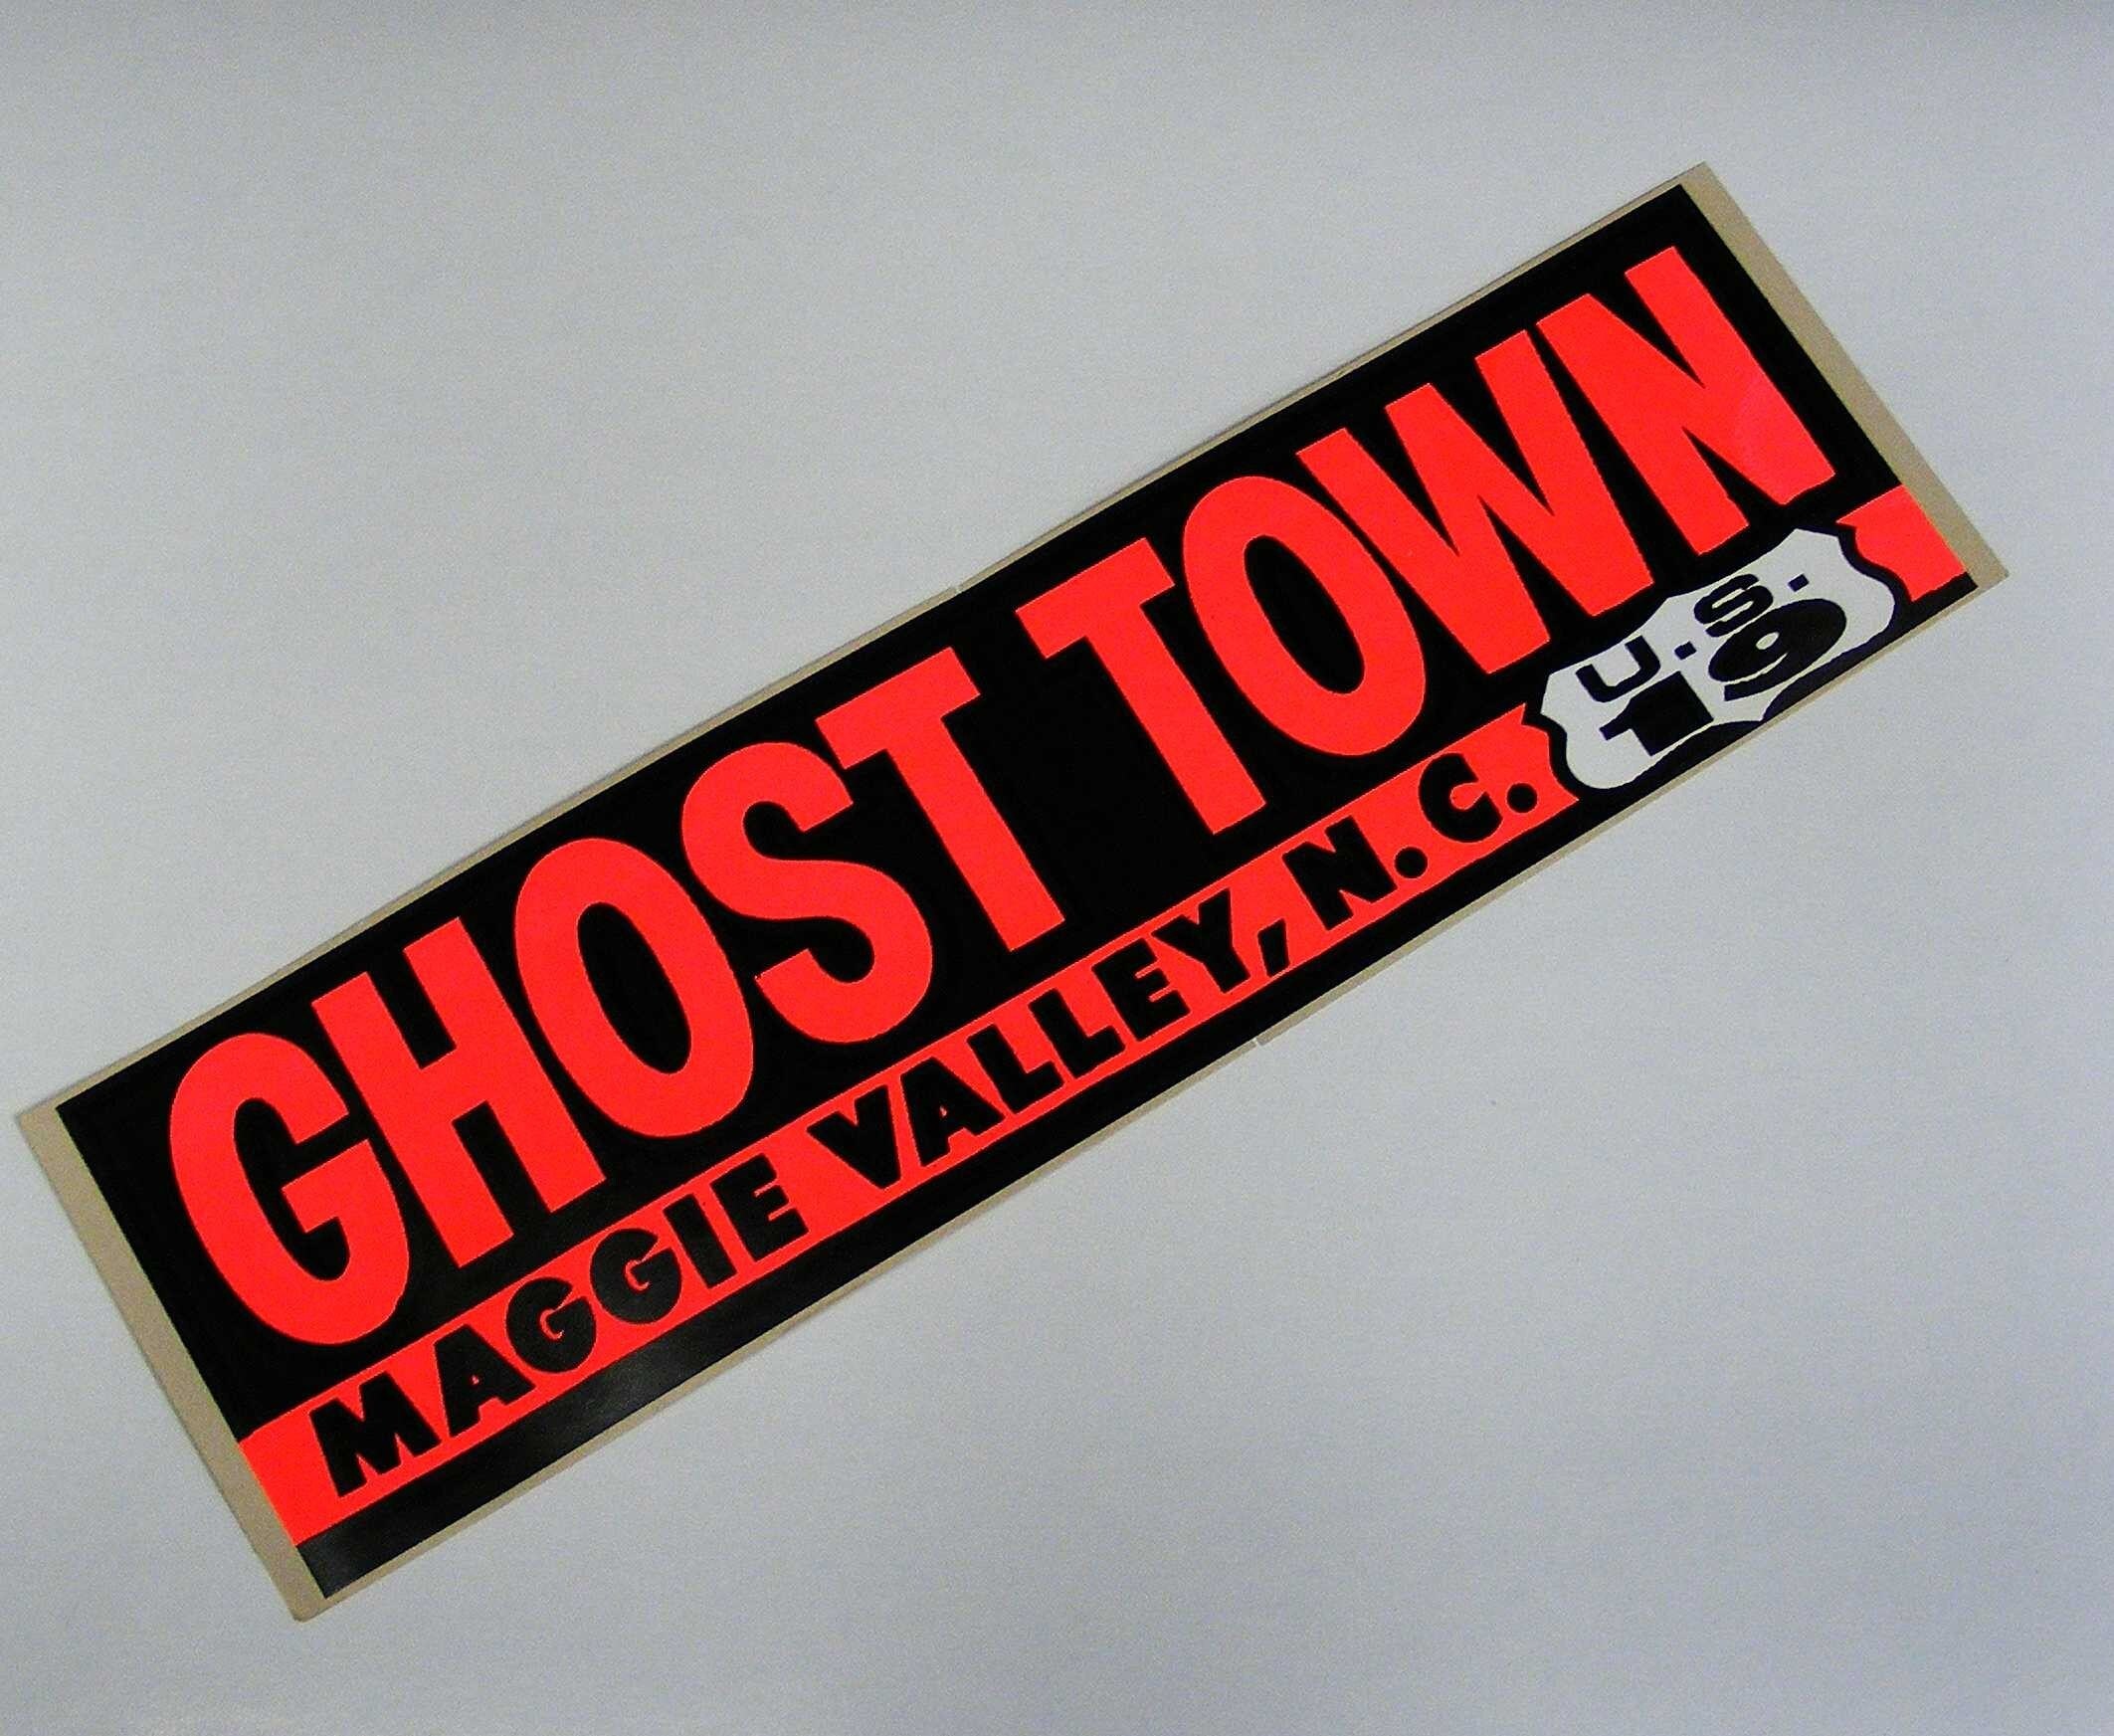 GHOST TOWN
MAGGIE VALLEY, N.C.
U.S.
19